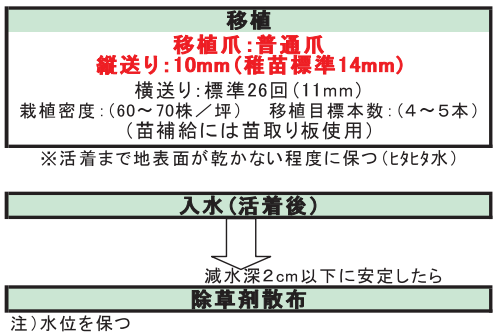 移植
移植爪：普通爪
縦送り：10mm（稚苗標準14mm）
横送り：標準26回（11mm）
栽植密度：（60～70株／坪）　移植目標本数：（４～５本）
（苗補給には苗取り板使用）
※活着まで地表面が乾かない程度に保つ（ﾋﾀﾋﾀ水）
入水（活着後）
減水深２cm以下に安定したら
除草剤散布
注）水位を保つ